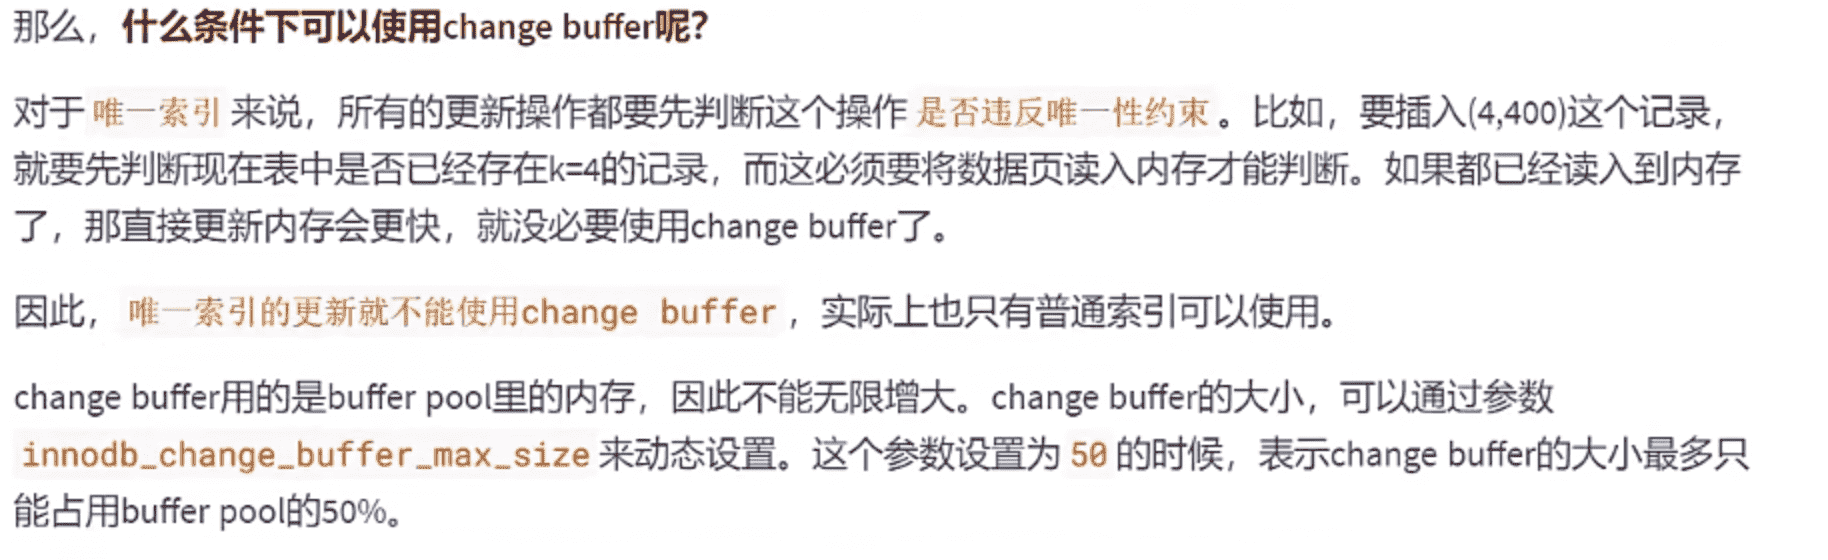 那么，什么条件下可以使用change buffer呢？
对于 唯一索引 来说，所有的更新操作都要先判断这个操作 是否违反唯一性约束 。比如，要插入(4,400)这个记录，
就要先判断现在表中是否已经存在k=4的记录，而这必须要将数据页读入内存才能判断。如果都已经读入到内存
了，那直接更新内存会更快，就没必要使用change buffer了。
因此， 唯一索引的更新就不能使用change buffer ，实际上也只有普通索引可以使用。
change buffer用的是buffer pool里的内存，因此不能无限增大。change buffer的大小，可以通过参数
innodb_change_buffer_max_size 来动态设置。这个参数设置为 50 的时候，表示change buffer的大小最多只
能占用buffer pool的50%。